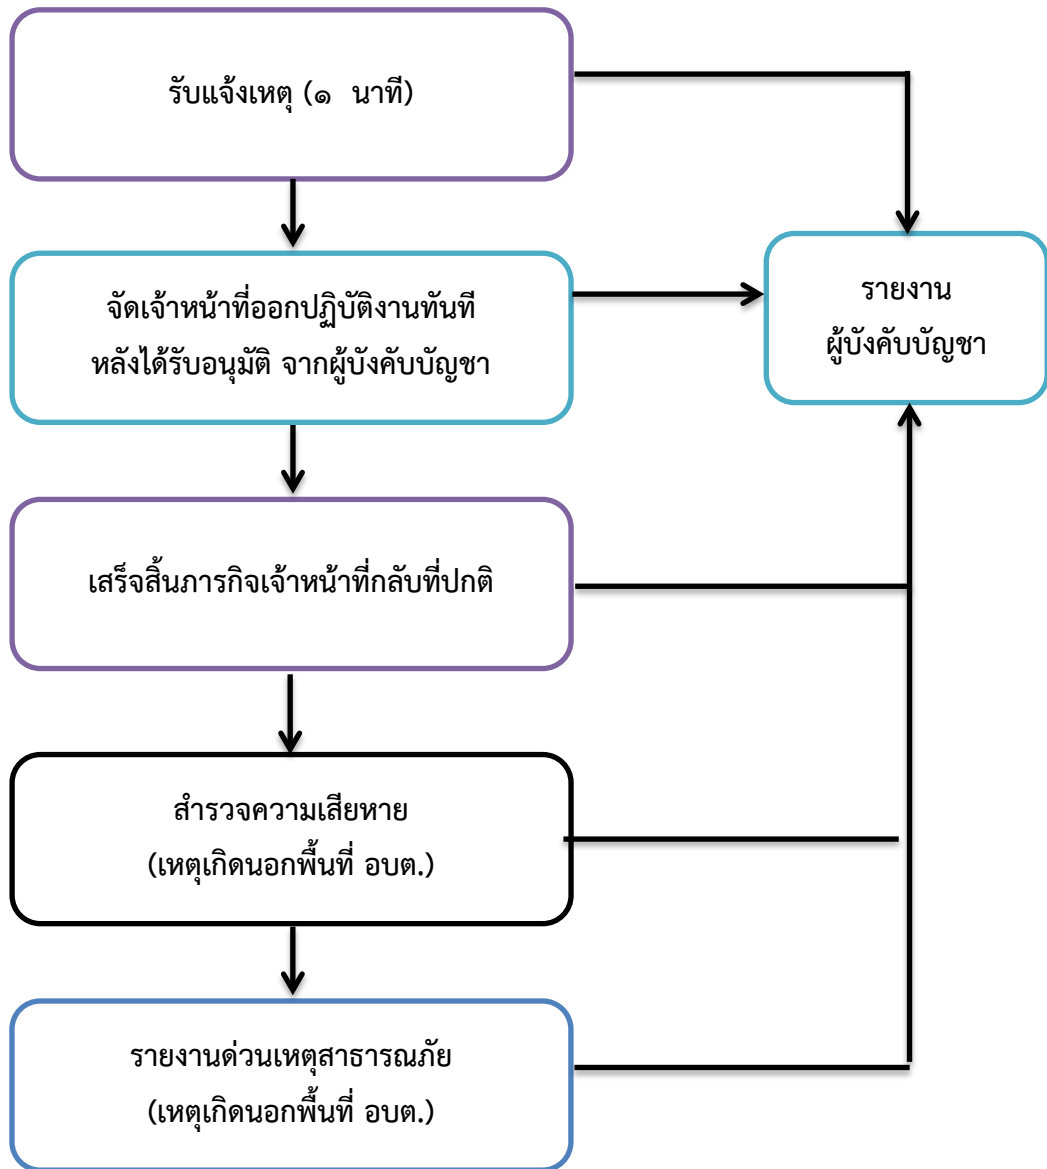 รับแจ้งเหตุ (๑  นาที)
จัดเจ้าหน้าที่ออกปฏิบัติงานทันที
หลังได้รับอนุมัติ จากผู้บังคับบัญชา
รายงาน
ผู้บังคับบัญชา
เสร็จสิ้นภารกิจเจ้าหน้าที่กลับที่ปกติ
สำรวจความเสียหาย
(เหตุเกิดนอกพื้นที่ อบต.)
รายงานด่วนเหตุสาธารณภัย
(เหตุเกิดนอกพื้นที่ อบต.)